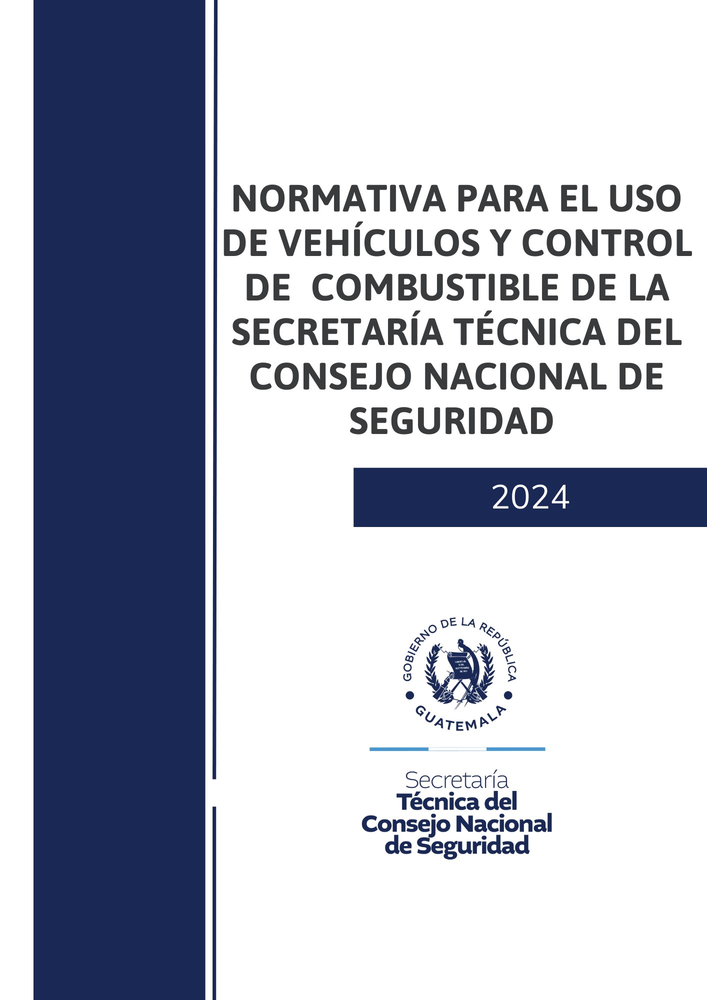 NORMATIVA PARA EL USO
DE VEHÍCULOS Y CONTROL
DE COMBUSTIBLE DE LA
SECRETARÍA TÉCNICA DEL
CONSEJO NACIONAL DE
SEGURIDAD
2024
GOBIERNO DE LA REPÚBLICA
LIBERTAD
15 DE
SEPTIEMBRE
DE 1821
GUATEMALA
Secretaría
Técnica del
Consejo Nacional
de Seguridad